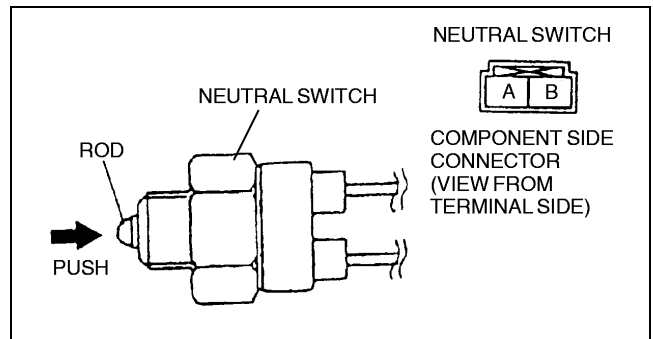 NEUTRAL SWITCH
A B
NEUTRAL SWITCH
ROD
COMPONENT SIDE
CONNECTOR
(VIEW FROM
TERMINAL SIDE)
PUSH